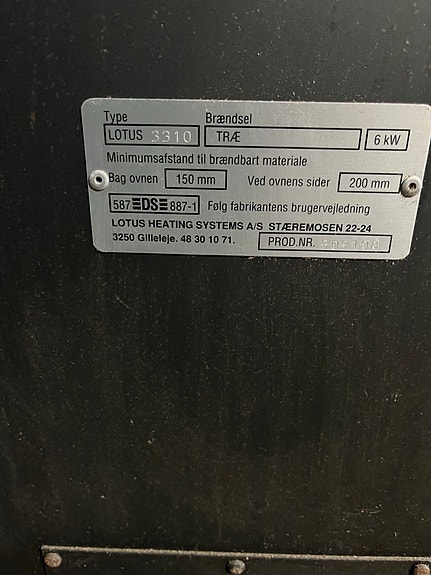 Type Brændsel
LOTUS 3310 TRÆ 6 kW
Minimumsafstand til brændbart materiale
Bag ovnen 150 mm Ved ovnens sider 200 mm
587 DS 887-1 Følg fabrikantens brugervejledning
LOTUS HEATING SYSTEMS A/S STÆREMOSEN 22-24
3250 Gilleleje. 48 30 10 71. PROD.NR.